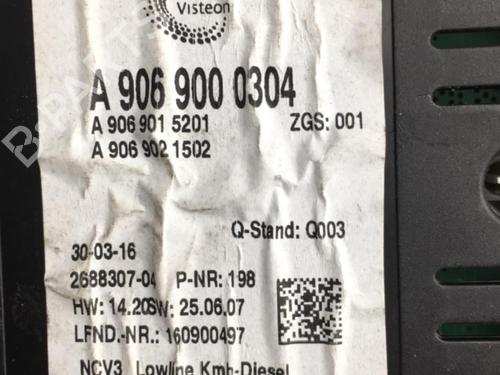 Visteon
A 906 900 0304
A 906 901 5201 ZGS: 001
A 906 902 1502
Q-Stand: Q003
30-03-16
2688307-04 P-NR: 198
HW: 14.20 SW: 25.06.07
LFND.-NR.: 160900497
NCV3 Lowline Kmh-Diesel
B-PARTS